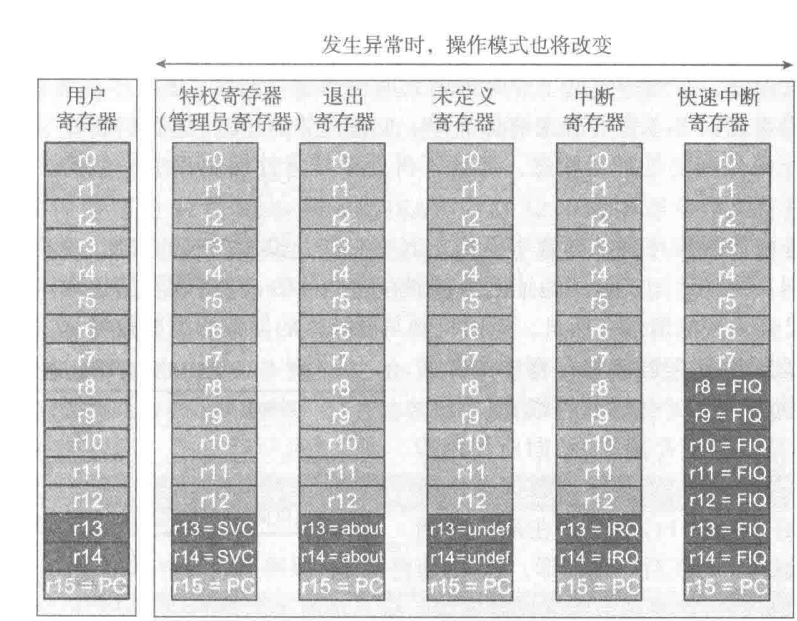 发生异常时，操作模式也将改变
用户 特权寄存器 退出 未定义 中断 快速中断
寄存器 (管理员寄存器) 寄存器 寄存器 寄存器 寄存器
r0 r0 r0 r0 r0 r0
r1 r1 r1 r1 r1 r1
r2 r2 r2 r2 r2 r2
r3 r3 r3 r3 r3 r3
r4 r4 r4 r4 r4 r4
r5 r5 r5 r5 r5 r5
r6 r6 r6 r6 r6 r6
r7 r7 r7 r7 r7 r7
r8 r8 r8 r8 r8 r8 = FIQ
r9 r9 r9 r9 r9 r9 = FIQ
r10 r10 r10 r10 r10 r10 = FIQ
r11 r11 r11 r11 r11 r11 = FIQ
r12 r12 r12 r12 r12 r12 = FIQ
r13 r13 = SVC r13 = about r13 = undef r13 = IRQ r13 = FIQ
r14 r14 = SVC r14 = about r14 = undef r14 = IRQ r14 = FIQ
r15 = PC r15 = PC r15 = PC r15 = PC r15 = PC r15 = PC